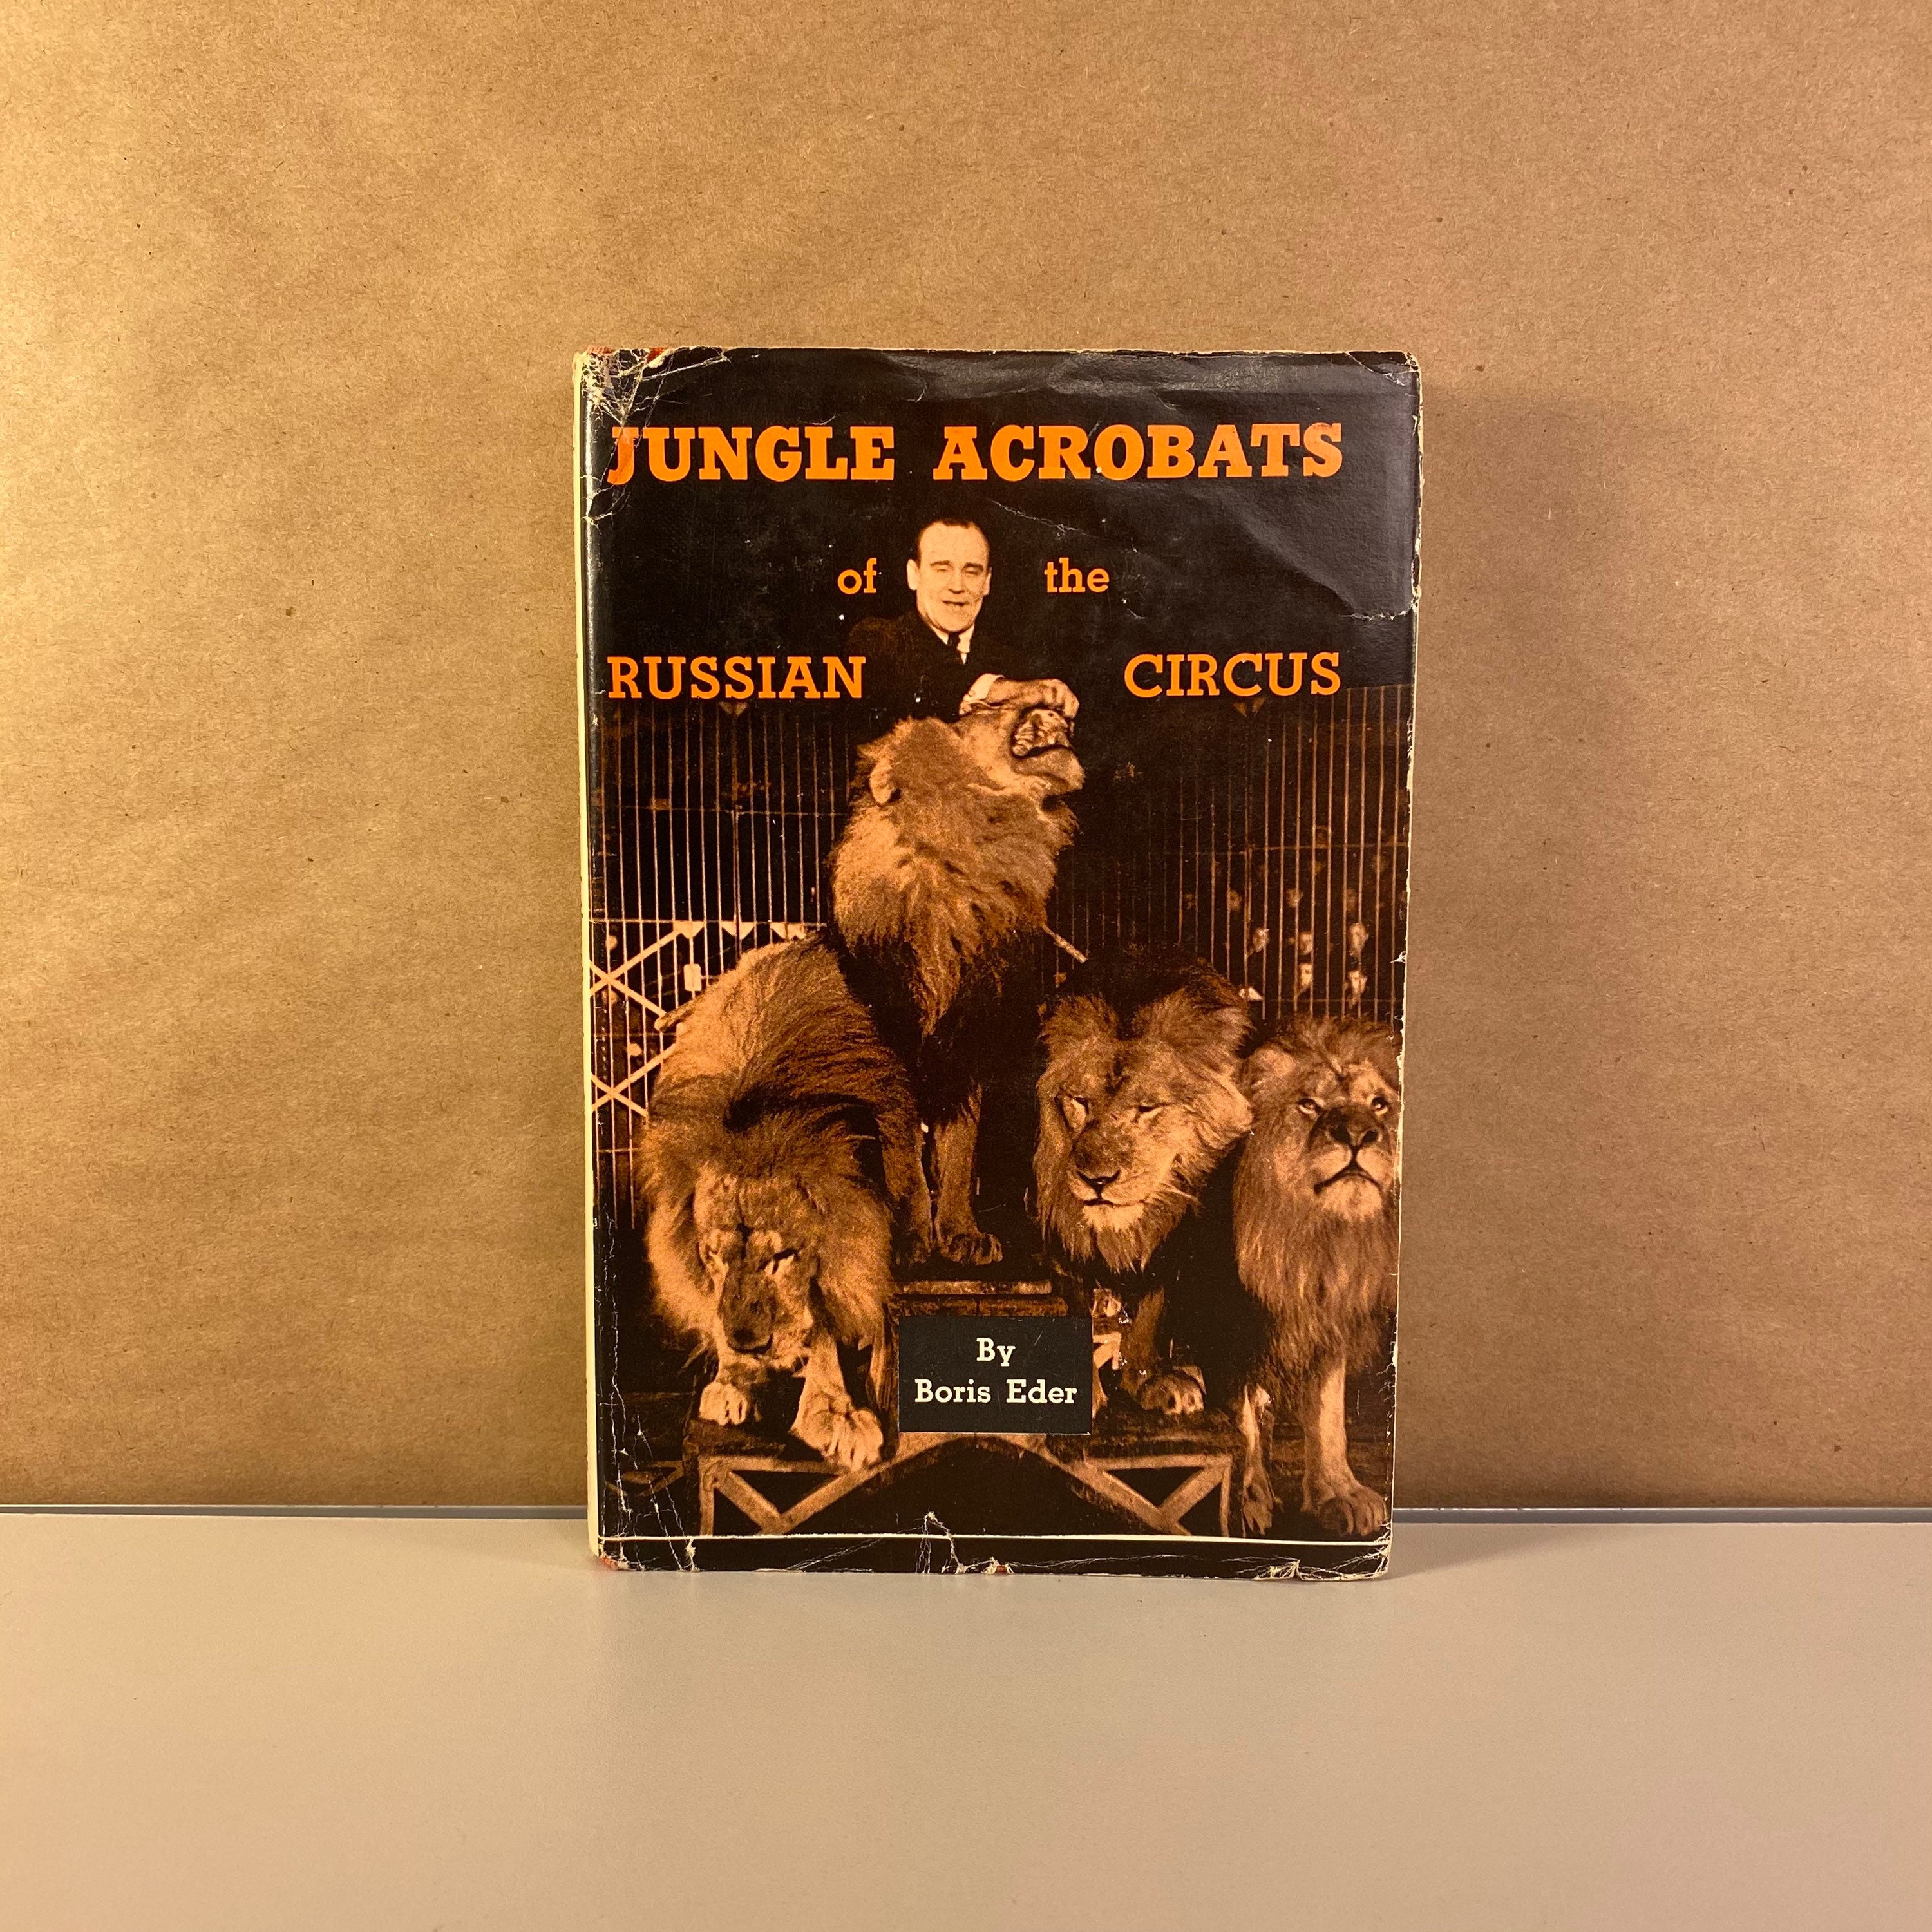 JUNGLE ACROBATS
of the
RUSSIAN CIRCUS
By
Boris Eder